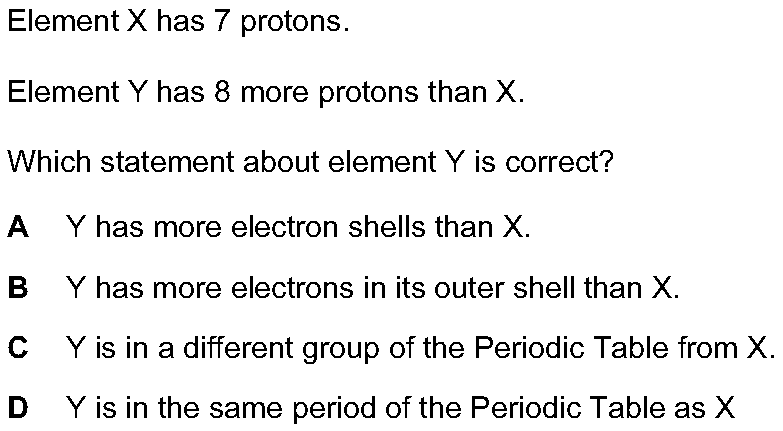 Element X has 7 protons.
Element Y has 8 more protons than X.
Which statement about element Y is correct?
A Y has more electron shells than X.
B Y has more electrons in its outer shell than X.
C Y is in a different group of the Periodic Table from X.
D Y is in the same period of the Periodic Table as X